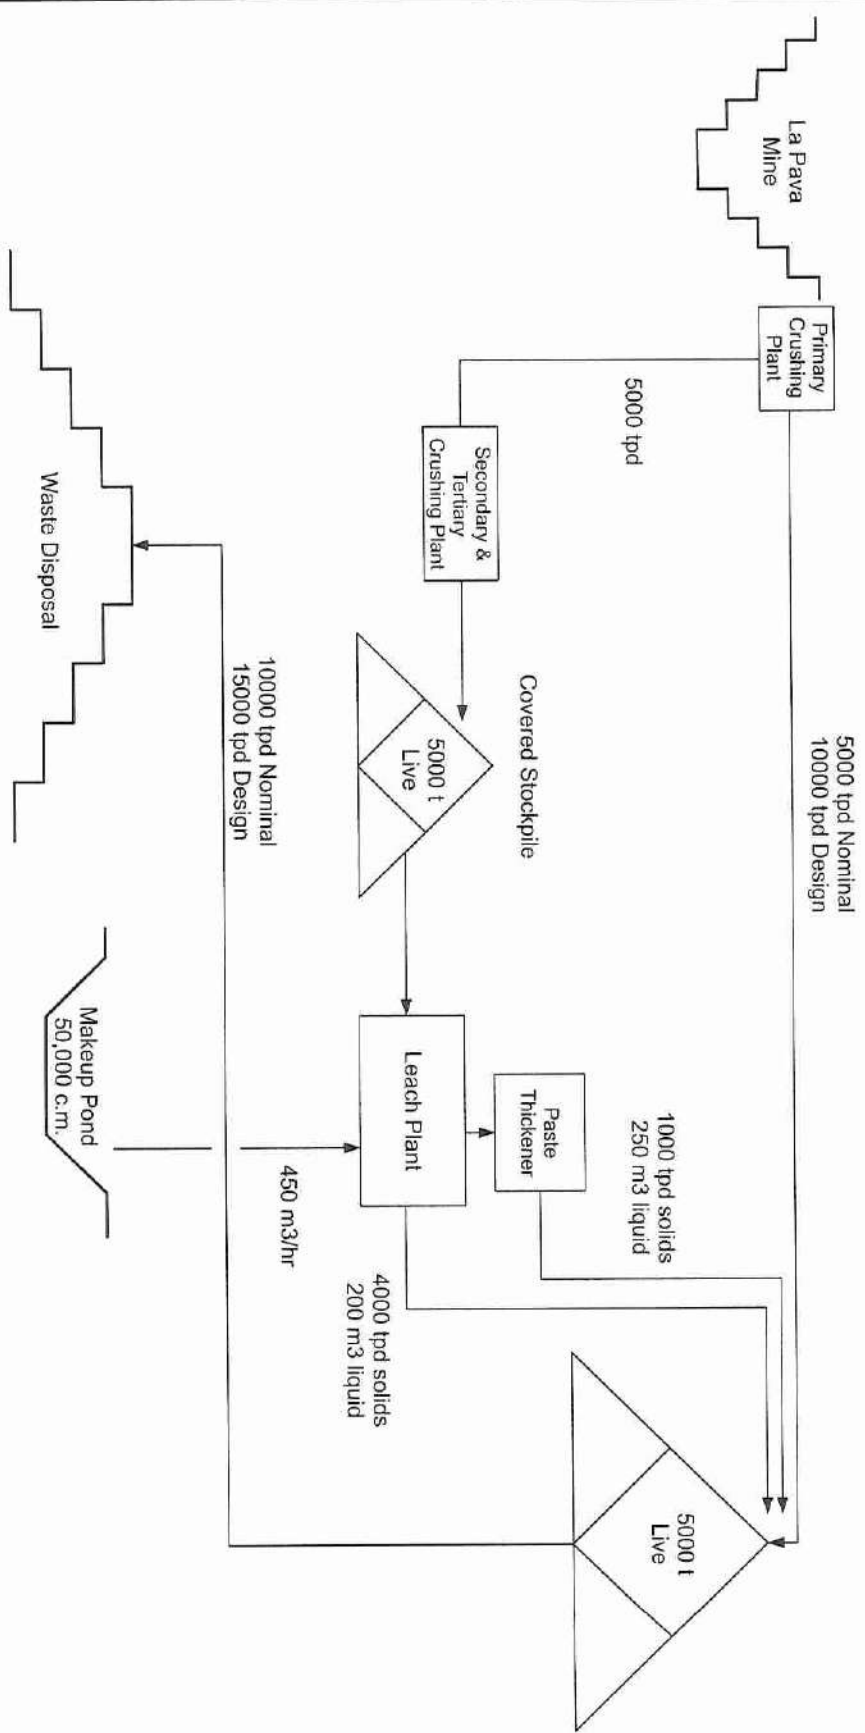 La Pava
Mine
Primary
Crushing
Plant
5000 tpd Nominal
10000 tpd Design
5000 tpd
Secondary &
Tertiary
Crushing Plant
Covered Stockpile
5000 t
Live
Paste
Thickener
1000 tpd solids
250 m3 liquid
Leach Plant
4000 tpd solids
200 m3 liquid
5000 t
Live
450 m3/hr
10000 tpd Nominal
15000 tpd Design
Waste Disposal
Makeup Pond
50,000 c.m.